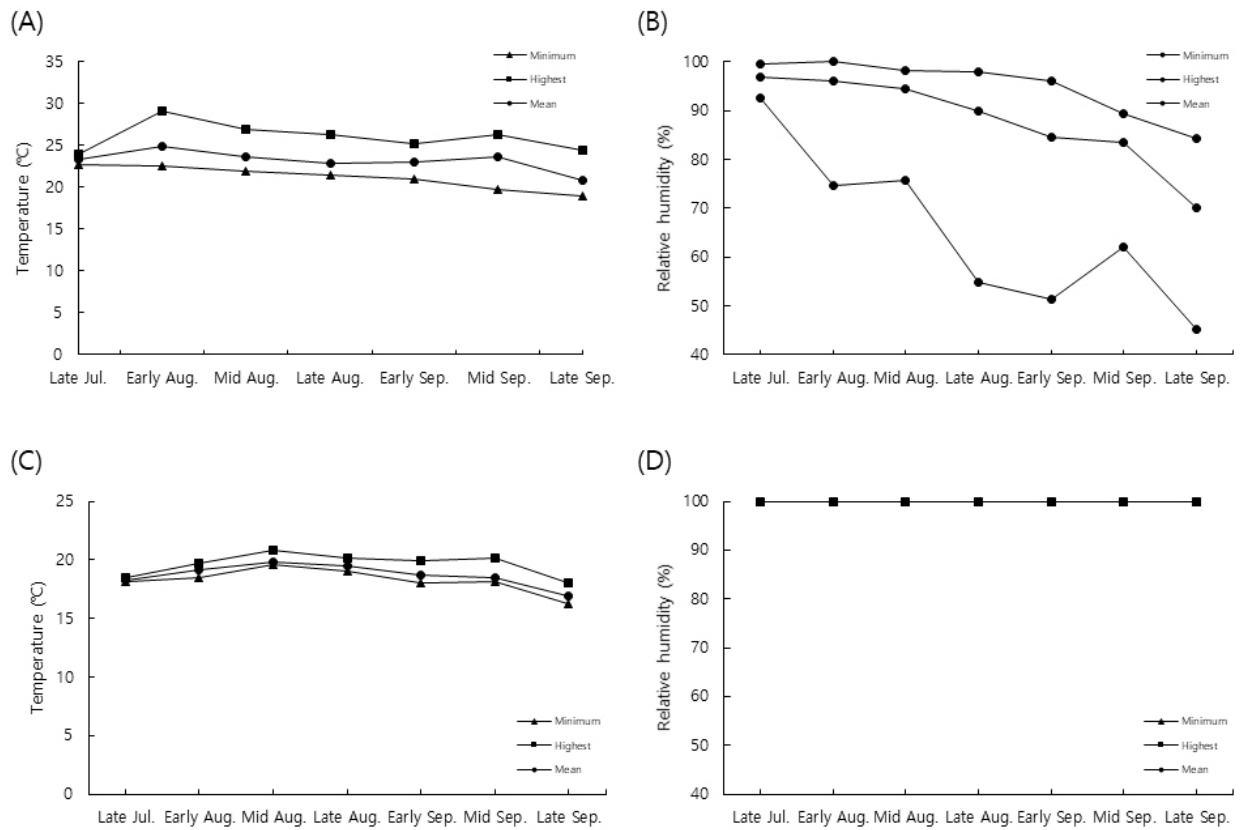 (A)
Temperature (℃)
35
30
25
20
15
10
5
0
Minimum
Highest
Mean
Late Jul. Early Aug. Mid Aug. Late Aug. Early Sep. Mid Sep. Late Sep.
(B)
Relative humidity (%)
100
90
80
70
60
50
40
Minimum
Highest
Mean
Late Jul. Early Aug. Mid Aug. Late Aug. Early Sep. Mid Sep. Late Sep.
(C)
Temperature (℃)
25
20
15
10
5
0
Minimum
Highest
Mean
Late Jul. Early Aug. Mid Aug. Late Aug. Early Sep. Mid Sep. Late Sep.
(D)
Relative humidity (%)
100
90
80
70
60
50
40
Minimum
Highest
Mean
Late Jul. Early Aug. Mid Aug. Late Aug. Early Sep. Mid Sep. Late Sep.